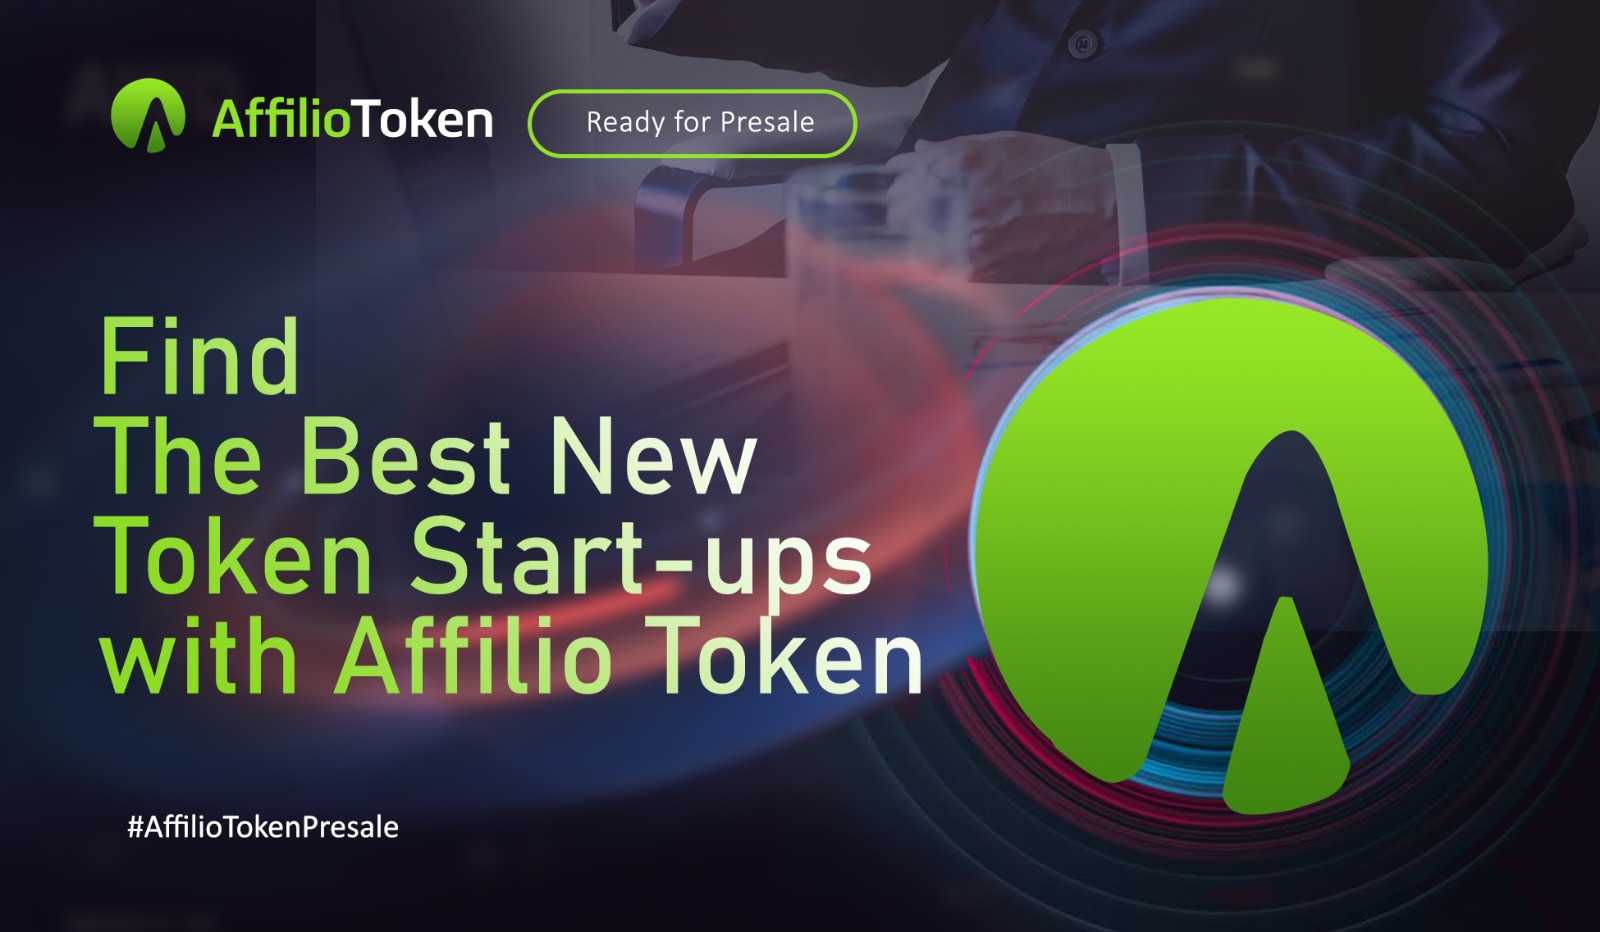 AffilioToken
Ready for Presale
Find
The Best New
Token Start-ups
with Affilio Token
#AffilioTokenPresale